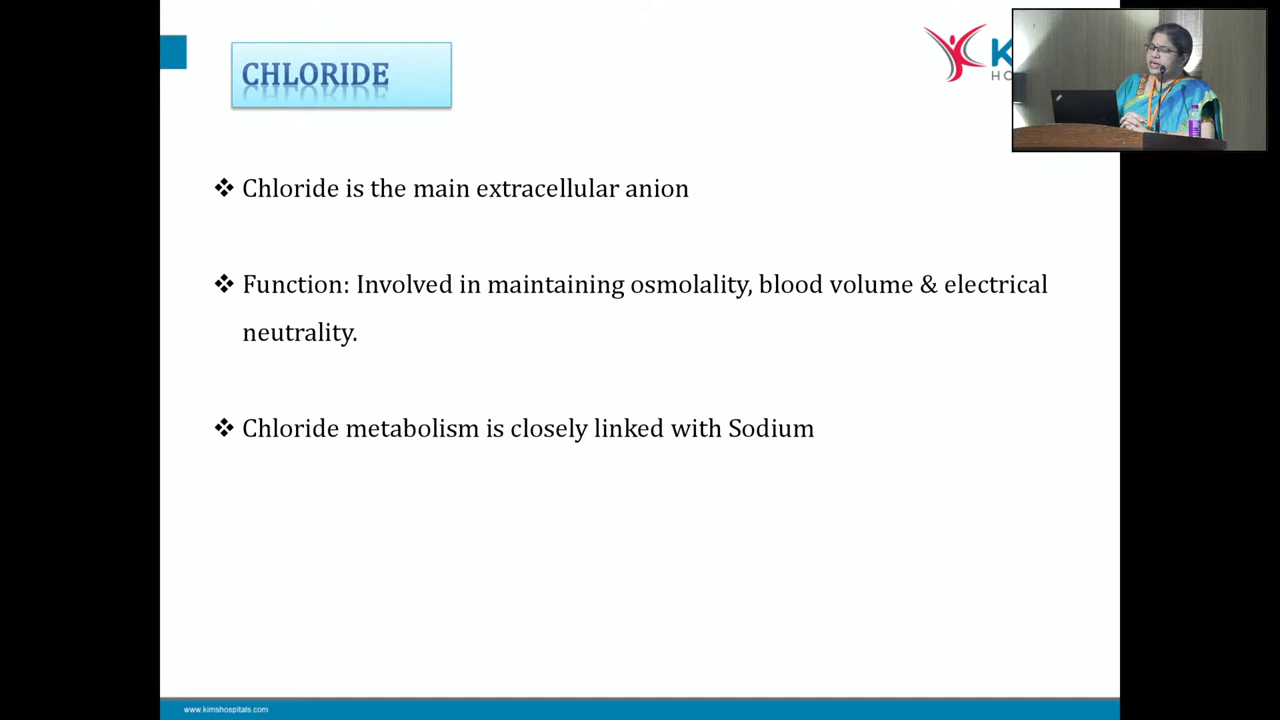 CHLORIDE
❖ Chloride is the main extracellular anion
❖ Function: Involved in maintaining osmolality, blood volume & electrical
neutrality.
❖ Chloride metabolism is closely linked with Sodium
www.kimshospitals.com